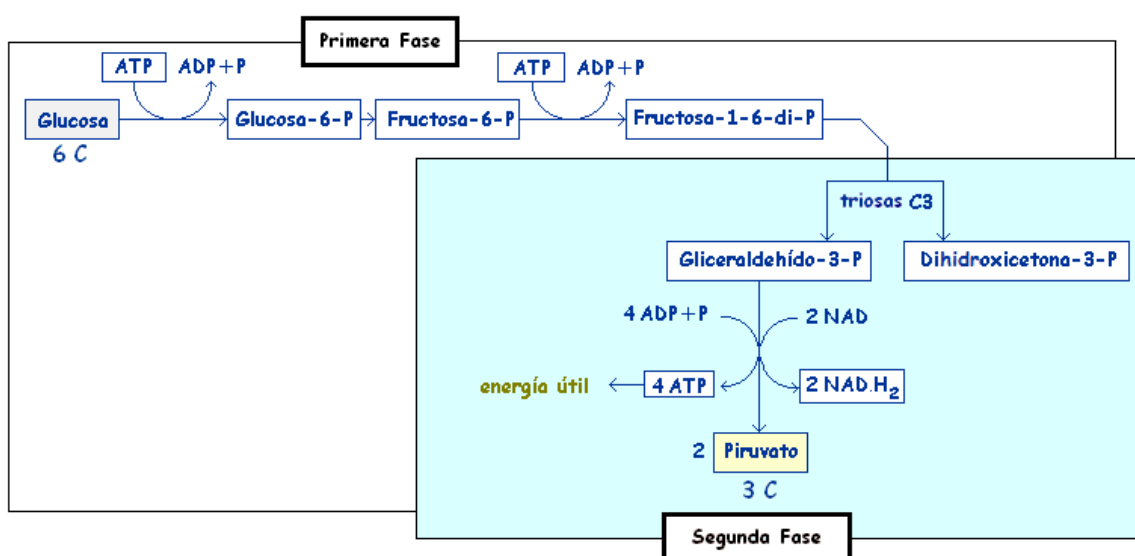 Primera Fase
ATP ADP+P ATP ADP+P
Glucosa Glucosa-6-P Fructosa-6-P Fructosa-1-6-di-P
6 C
triosas C3
Gliceraldehído-3-P Dihidroxicetona-3-P
4 ADP+P 2 NAD
energía útil 4 ATP 2 NAD.H₂
2 Piruvato
3 C
Segunda Fase